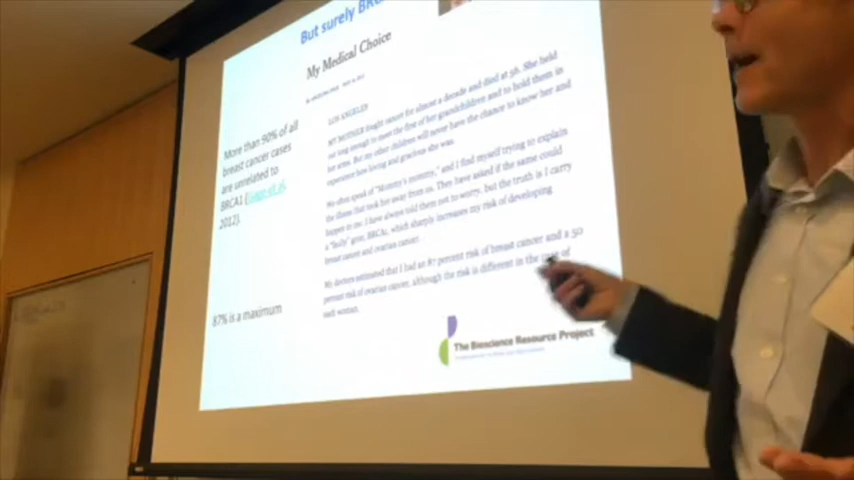 But surely BRC
My Medical Choice
LOS ANGELES
MY MOTHER fought cancer for almost a decade and died at 56. She held
out long enough to meet the first of her grandchildren and to hold them in
her arms. But my other children will never have the chance to know her and
experience how loving and gracious she was.
We often speak of "Mommy's mommy," and I find myself trying to explain
the illness that took her away from us. They have asked if the same could
happen to me. I have always told them not to worry, but the truth is I carry
a "faulty" gene, BRCA1, which sharply increases my risk of developing
breast cancer and ovarian cancer.
My doctors estimated that I had an 87 percent risk of breast cancer and a 50
percent risk of ovarian cancer, although the risk is different in the case of
each woman.
More than 90% of all
breast cancer cases
are unrelated to
BRCA1 (
2012).
87% is a maximum
The Bioscience Resource Project